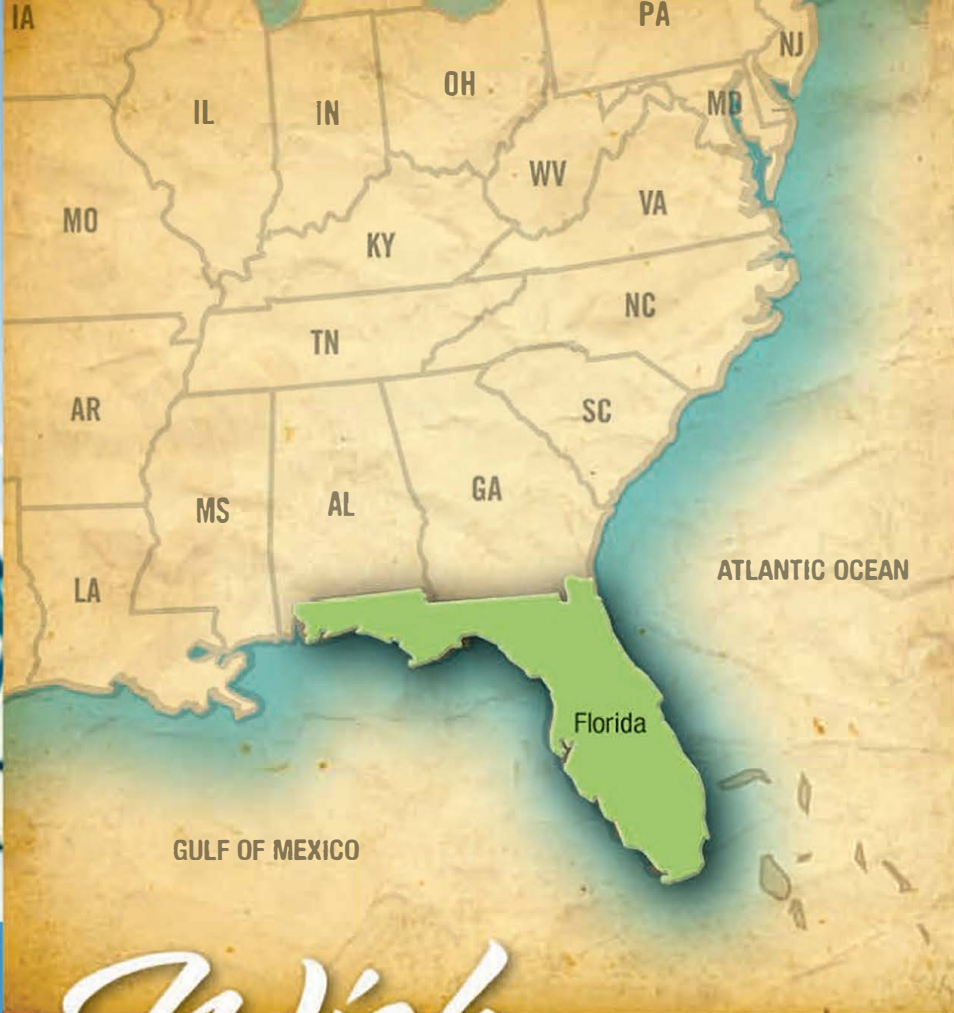 IA
PA
NJ
OH
IL
IN
MD
WV
MO
VA
KY
NC
TN
AR
SC
GA
MS
AL
ATLANTIC OCEAN
LA
Florida
GULF OF MEXICO